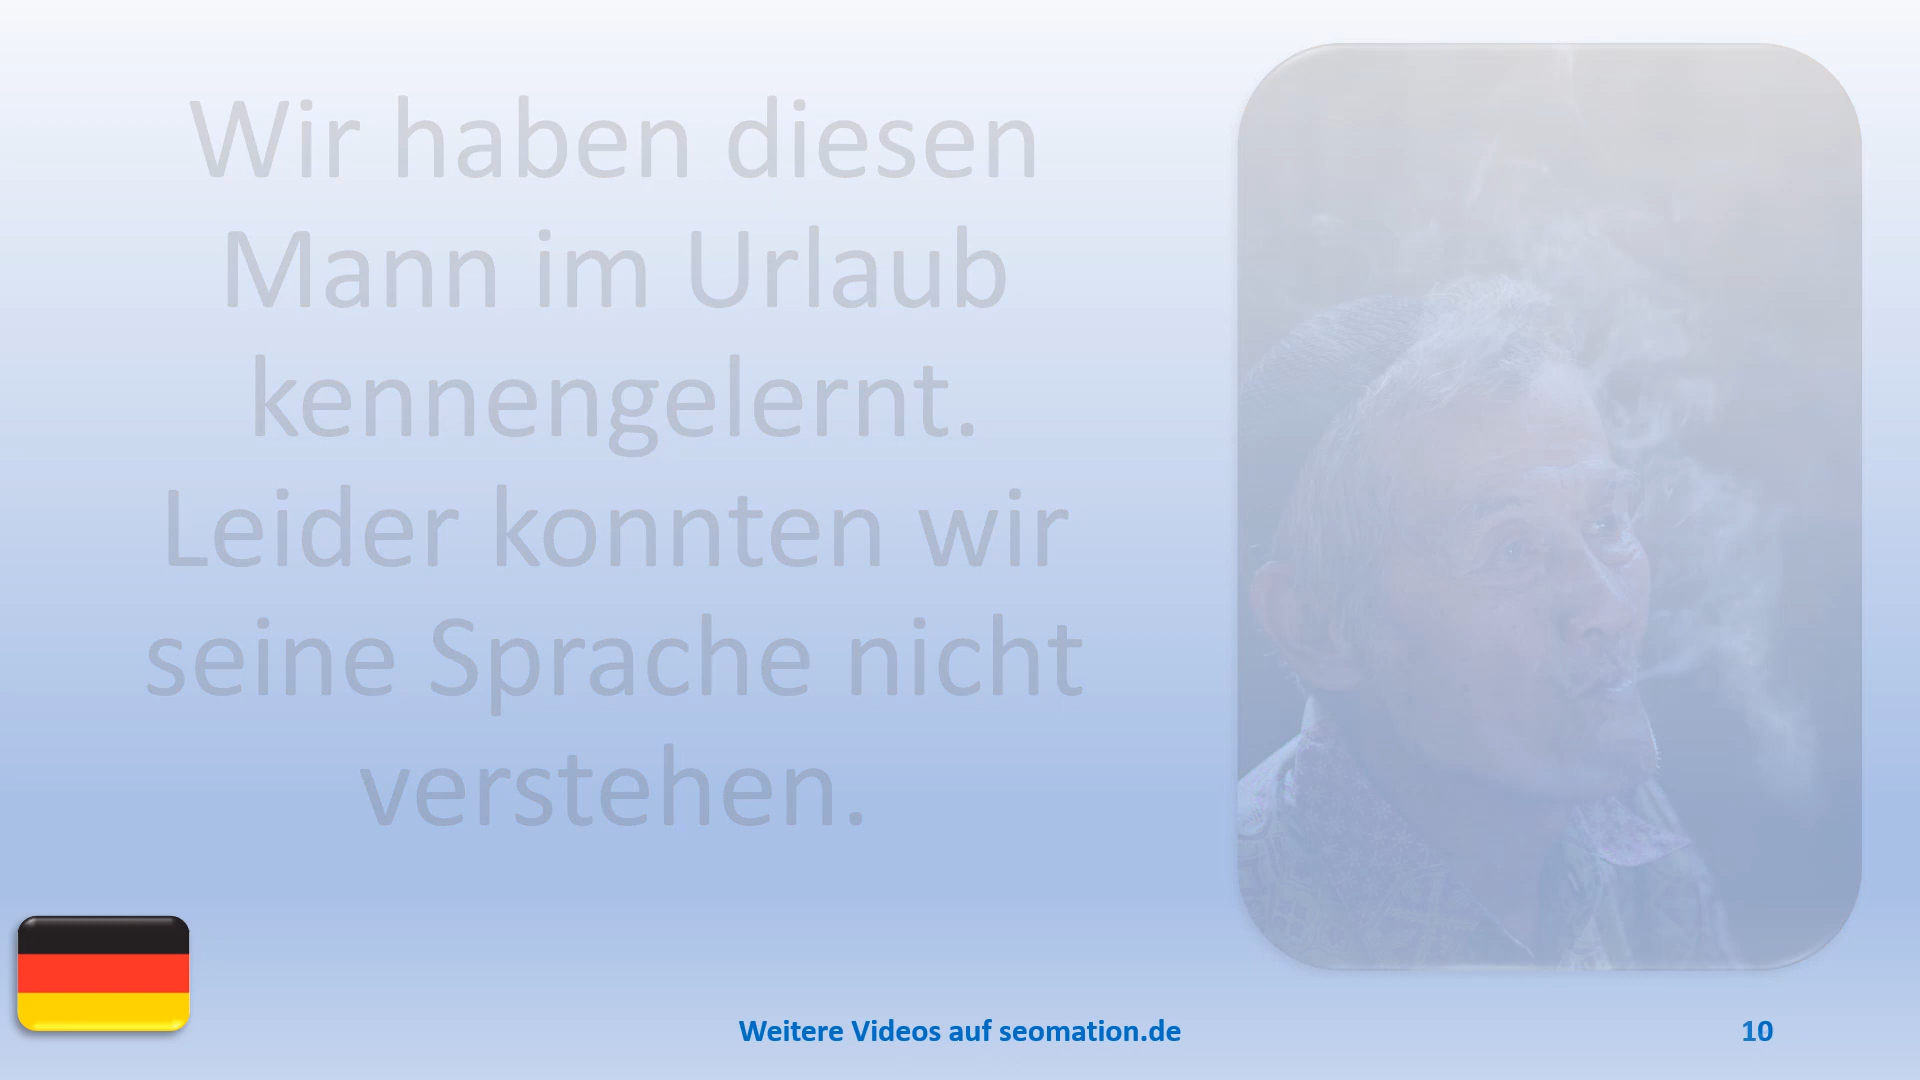 Wir haben diesen
Mann im Urlaub
kennengelernt.
Leider konnten wir
seine Sprache nicht
verstehen.
Weitere Videos auf seomation.de
10